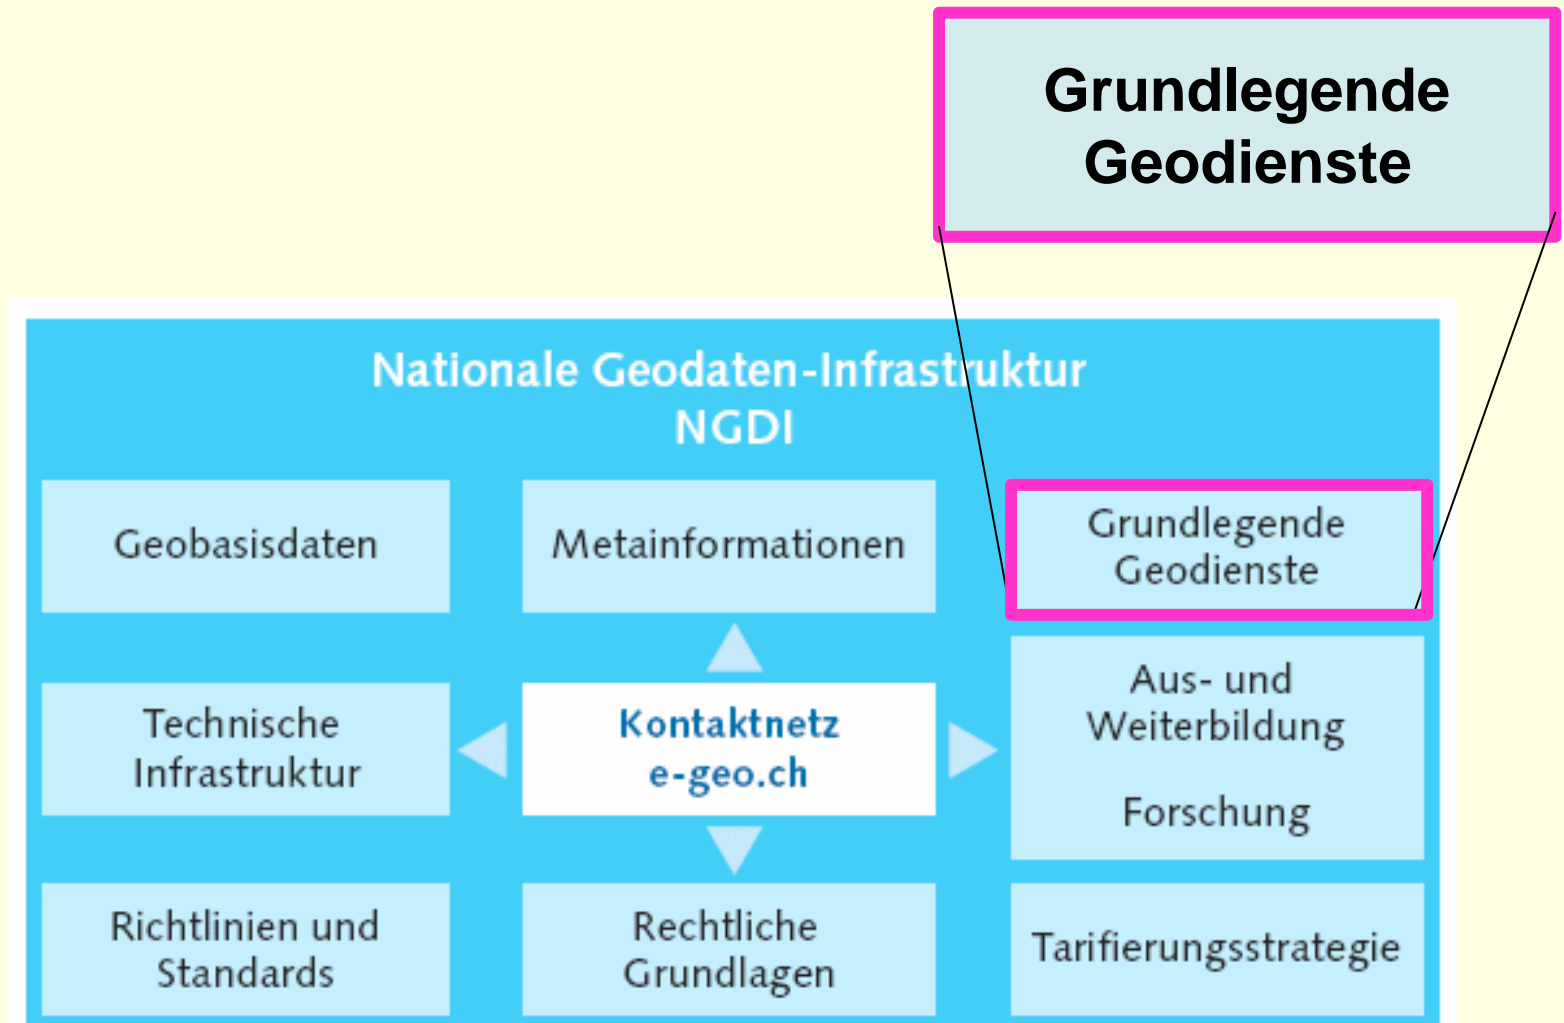 Grundlegende
Geodienste
Nationale Geodaten-Infrastruktur
NGDI
Geobasisdaten
Metainformationen
Grundlegende
Geodienste
Technische
Infrastruktur
Kontaktnetz
e-geo.ch
Aus- und
Weiterbildung
Forschung
Richtlinien und
Standards
Rechtliche
Grundlagen
Tarifierungsstrategie